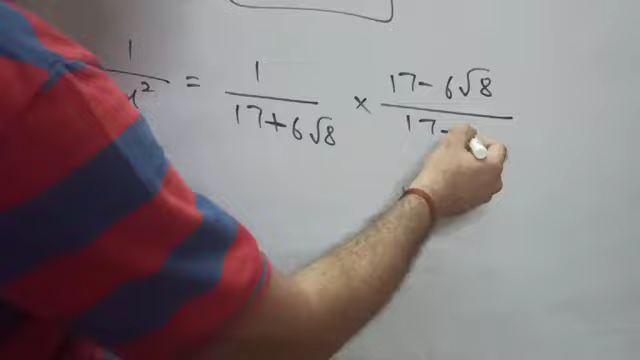 1/x² = 1/(17+6√8) × (17-6√8)/(17-